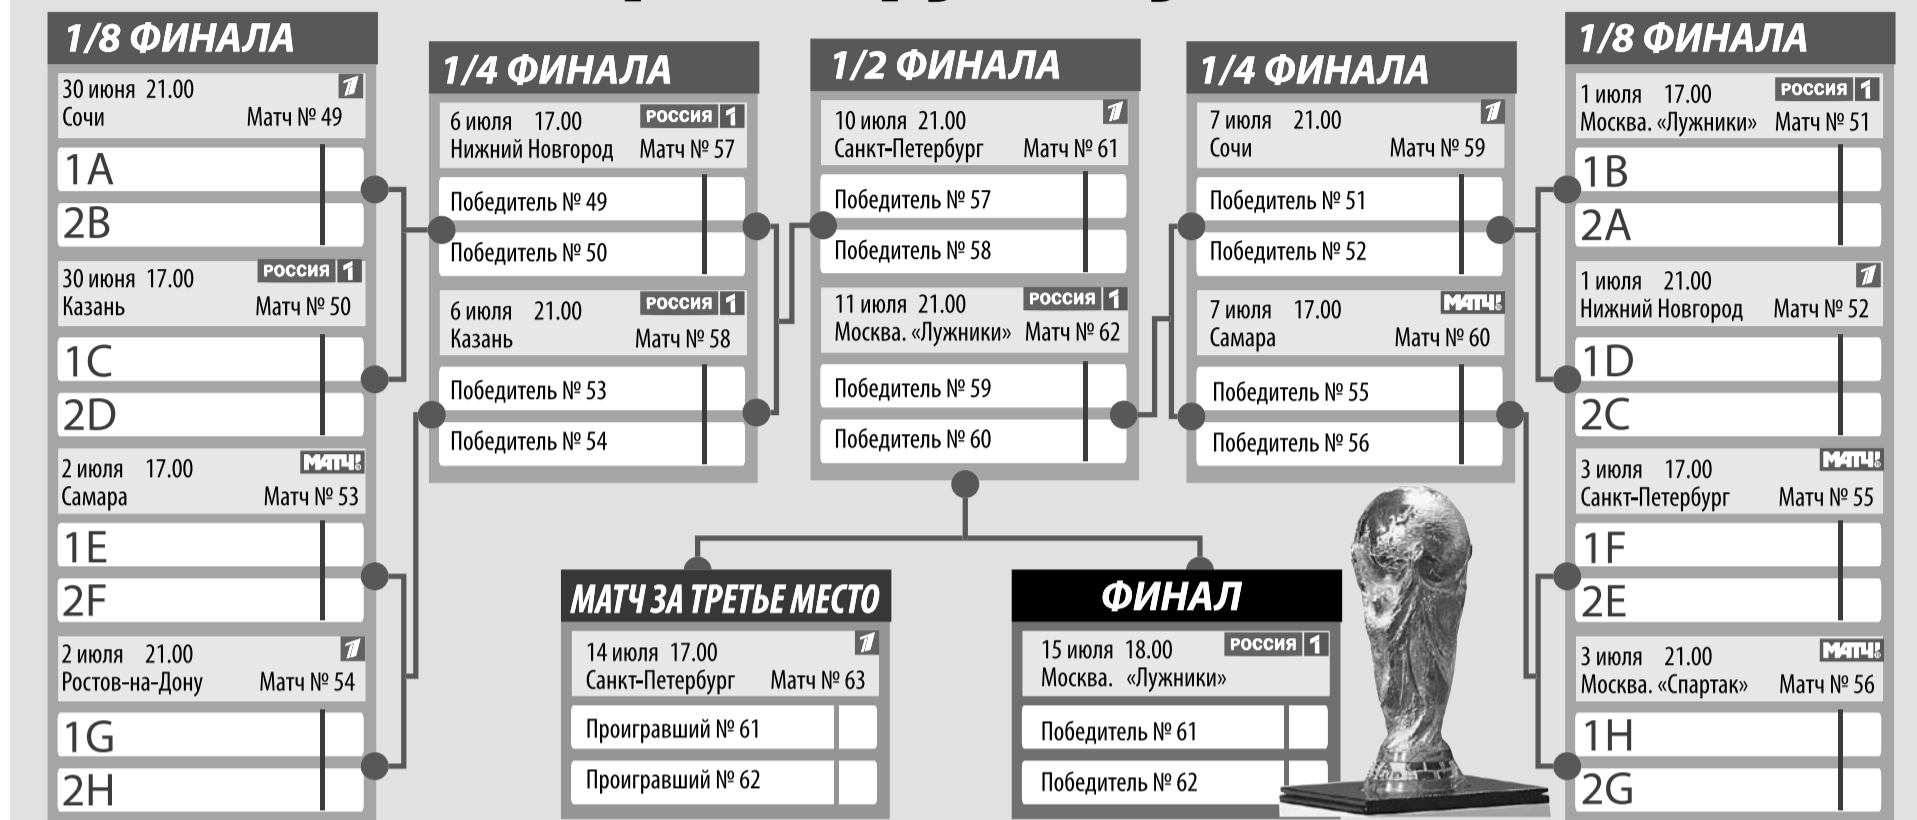 1/8 ФИНАЛА
30 июня 21.00
Сочи Матч № 49
1A
2B
30 июня 17.00 РОССИЯ 1
Казань Матч № 50
1C
2D
2 июля 17.00 МАТЧ!
Самара Матч № 53
1E
2F
2 июля 21.00
Ростов-на-Дону Матч № 54
1G
2H
1/4 ФИНАЛА
6 июля 17.00 РОССИЯ 1
Нижний Новгород Матч № 57
Победитель № 49
Победитель № 50
6 июля 21.00 РОССИЯ 1
Казань Матч № 58
Победитель № 53
Победитель № 54
1/2 ФИНАЛА
10 июля 21.00
Санкт-Петербург Матч № 61
Победитель № 57
Победитель № 58
11 июля 21.00 РОССИЯ 1
Москва. «Лужники» Матч № 62
Победитель № 59
Победитель № 60
1/4 ФИНАЛА
7 июля 21.00
Сочи Матч № 59
Победитель № 51
Победитель № 52
7 июля 17.00 МАТЧ!
Самара Матч № 60
Победитель № 55
Победитель № 56
1/8 ФИНАЛА
1 июля 17.00 РОССИЯ 1
Москва. «Лужники» Матч № 51
1B
2A
1 июля 21.00
Нижний Новгород Матч № 52
1D
2C
3 июля 17.00 МАТЧ!
Санкт-Петербург Матч № 55
1F
2E
3 июля 21.00 МАТЧ!
Москва. «Спартак» Матч № 56
1H
2G
МАТЧ ЗА ТРЕТЬЕ МЕСТО
14 июля 17.00
Санкт-Петербург Матч № 63
Проигравший № 61
Проигравший № 62
ФИНАЛ
15 июля 18.00 РОССИЯ 1
Москва. «Лужники»
Победитель № 61
Победитель № 62